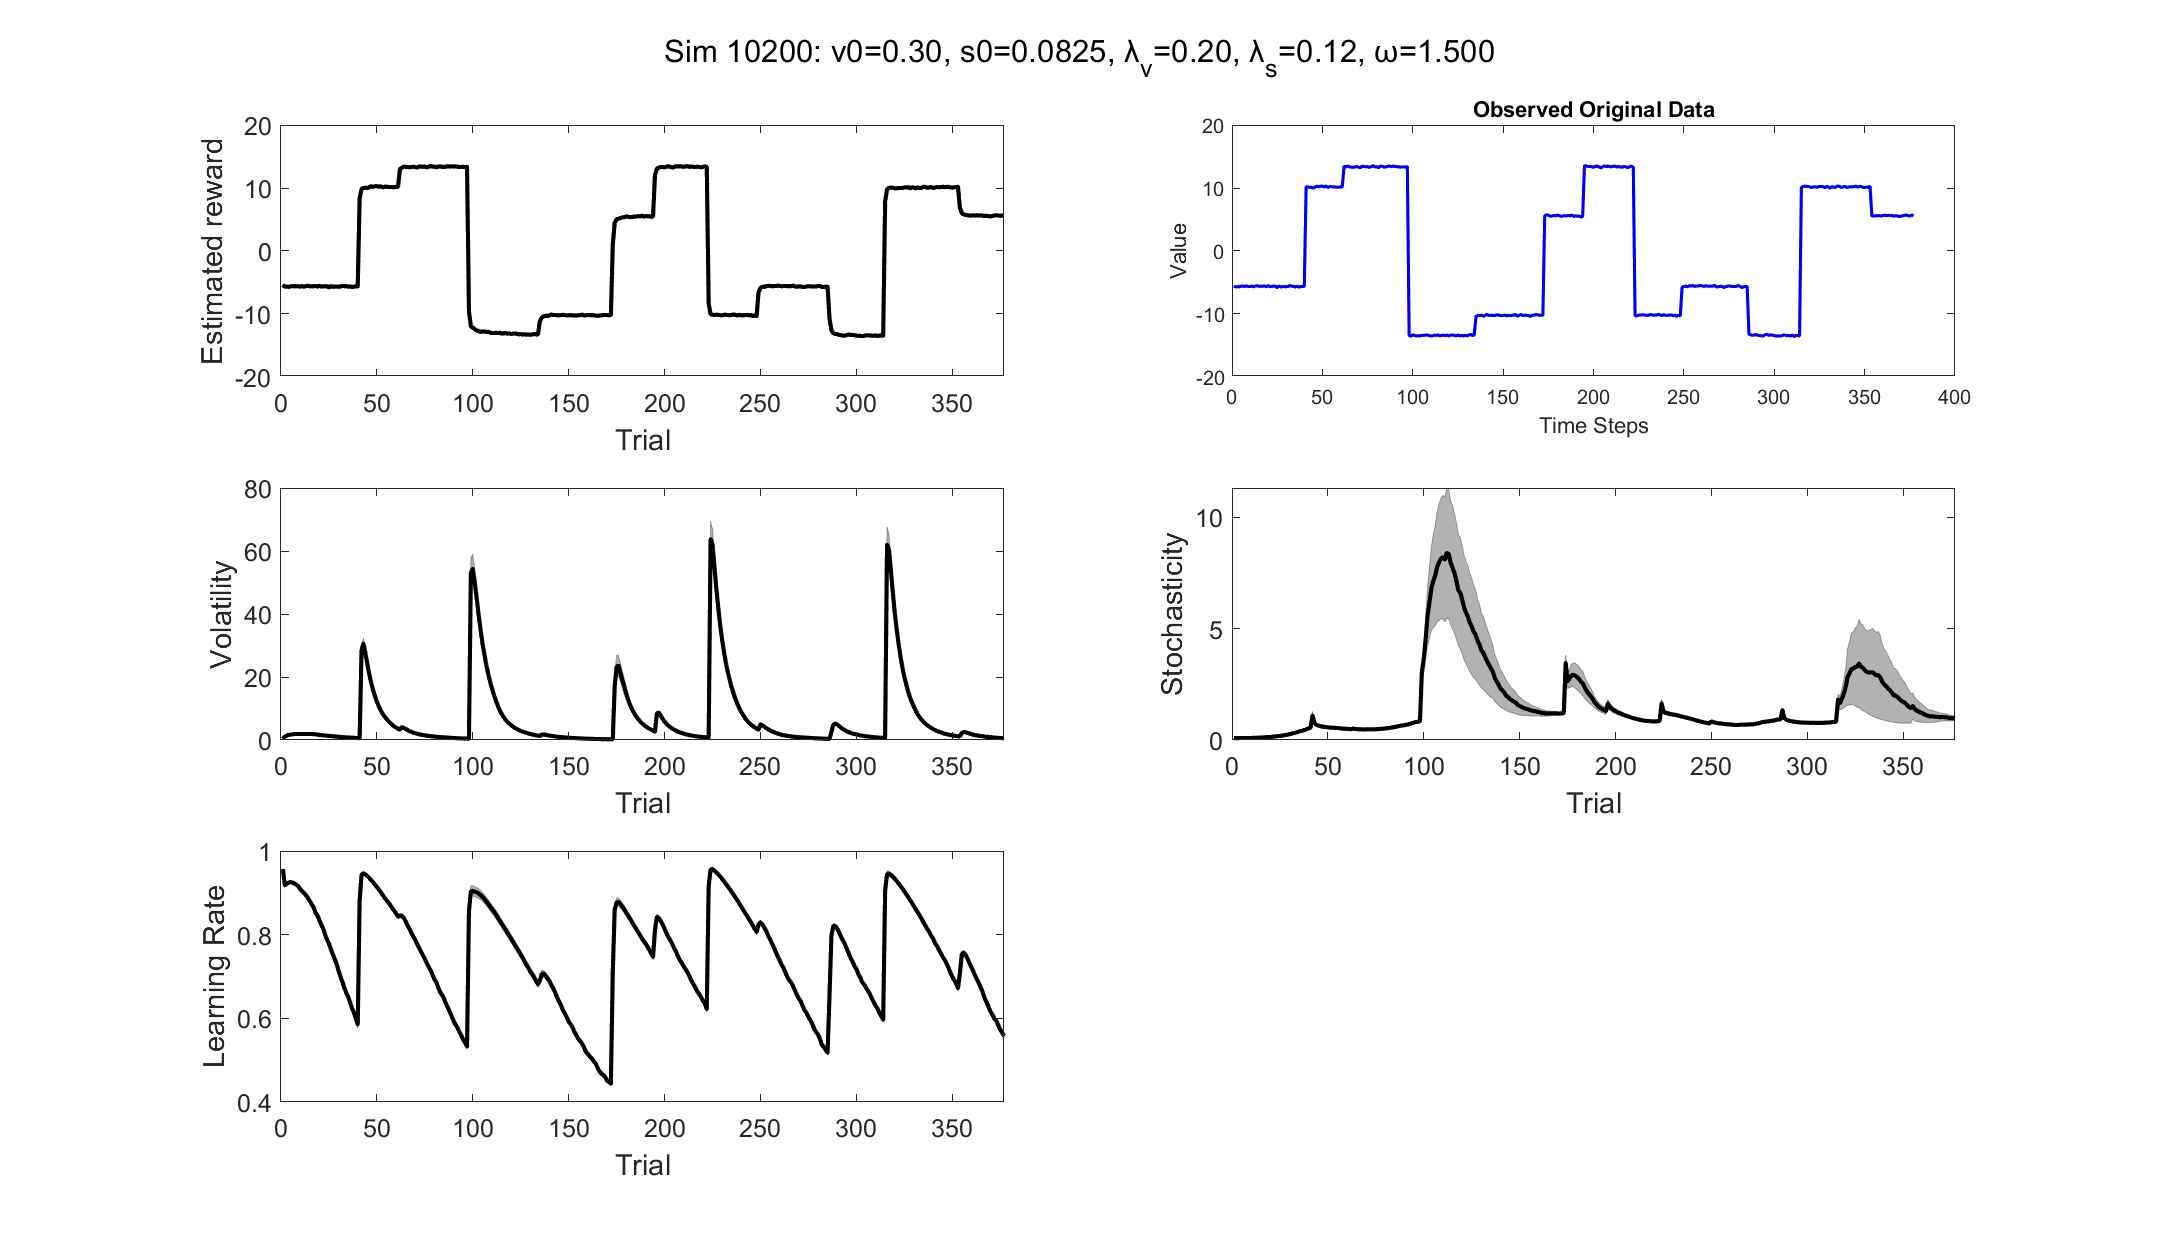 Sim 10200: v0=0.30, s0=0.0825, λv=0.20, λs=0.12, ω=1.500
20
10
0
-10
-20
Estimated reward
0 50 100 150 200 250 300 350
Trial
Observed Original Data
20
10
0
-10
-20
Value
0 50 100 150 200 250 300 350 400
Time Steps
80
60
40
20
0
Volatility
0 50 100 150 200 250 300 350
Trial
10
5
0
Stochasticity
0 50 100 150 200 250 300 350
Trial
1
0.8
0.6
0.4
Learning Rate
0 50 100 150 200 250 300 350
Trial